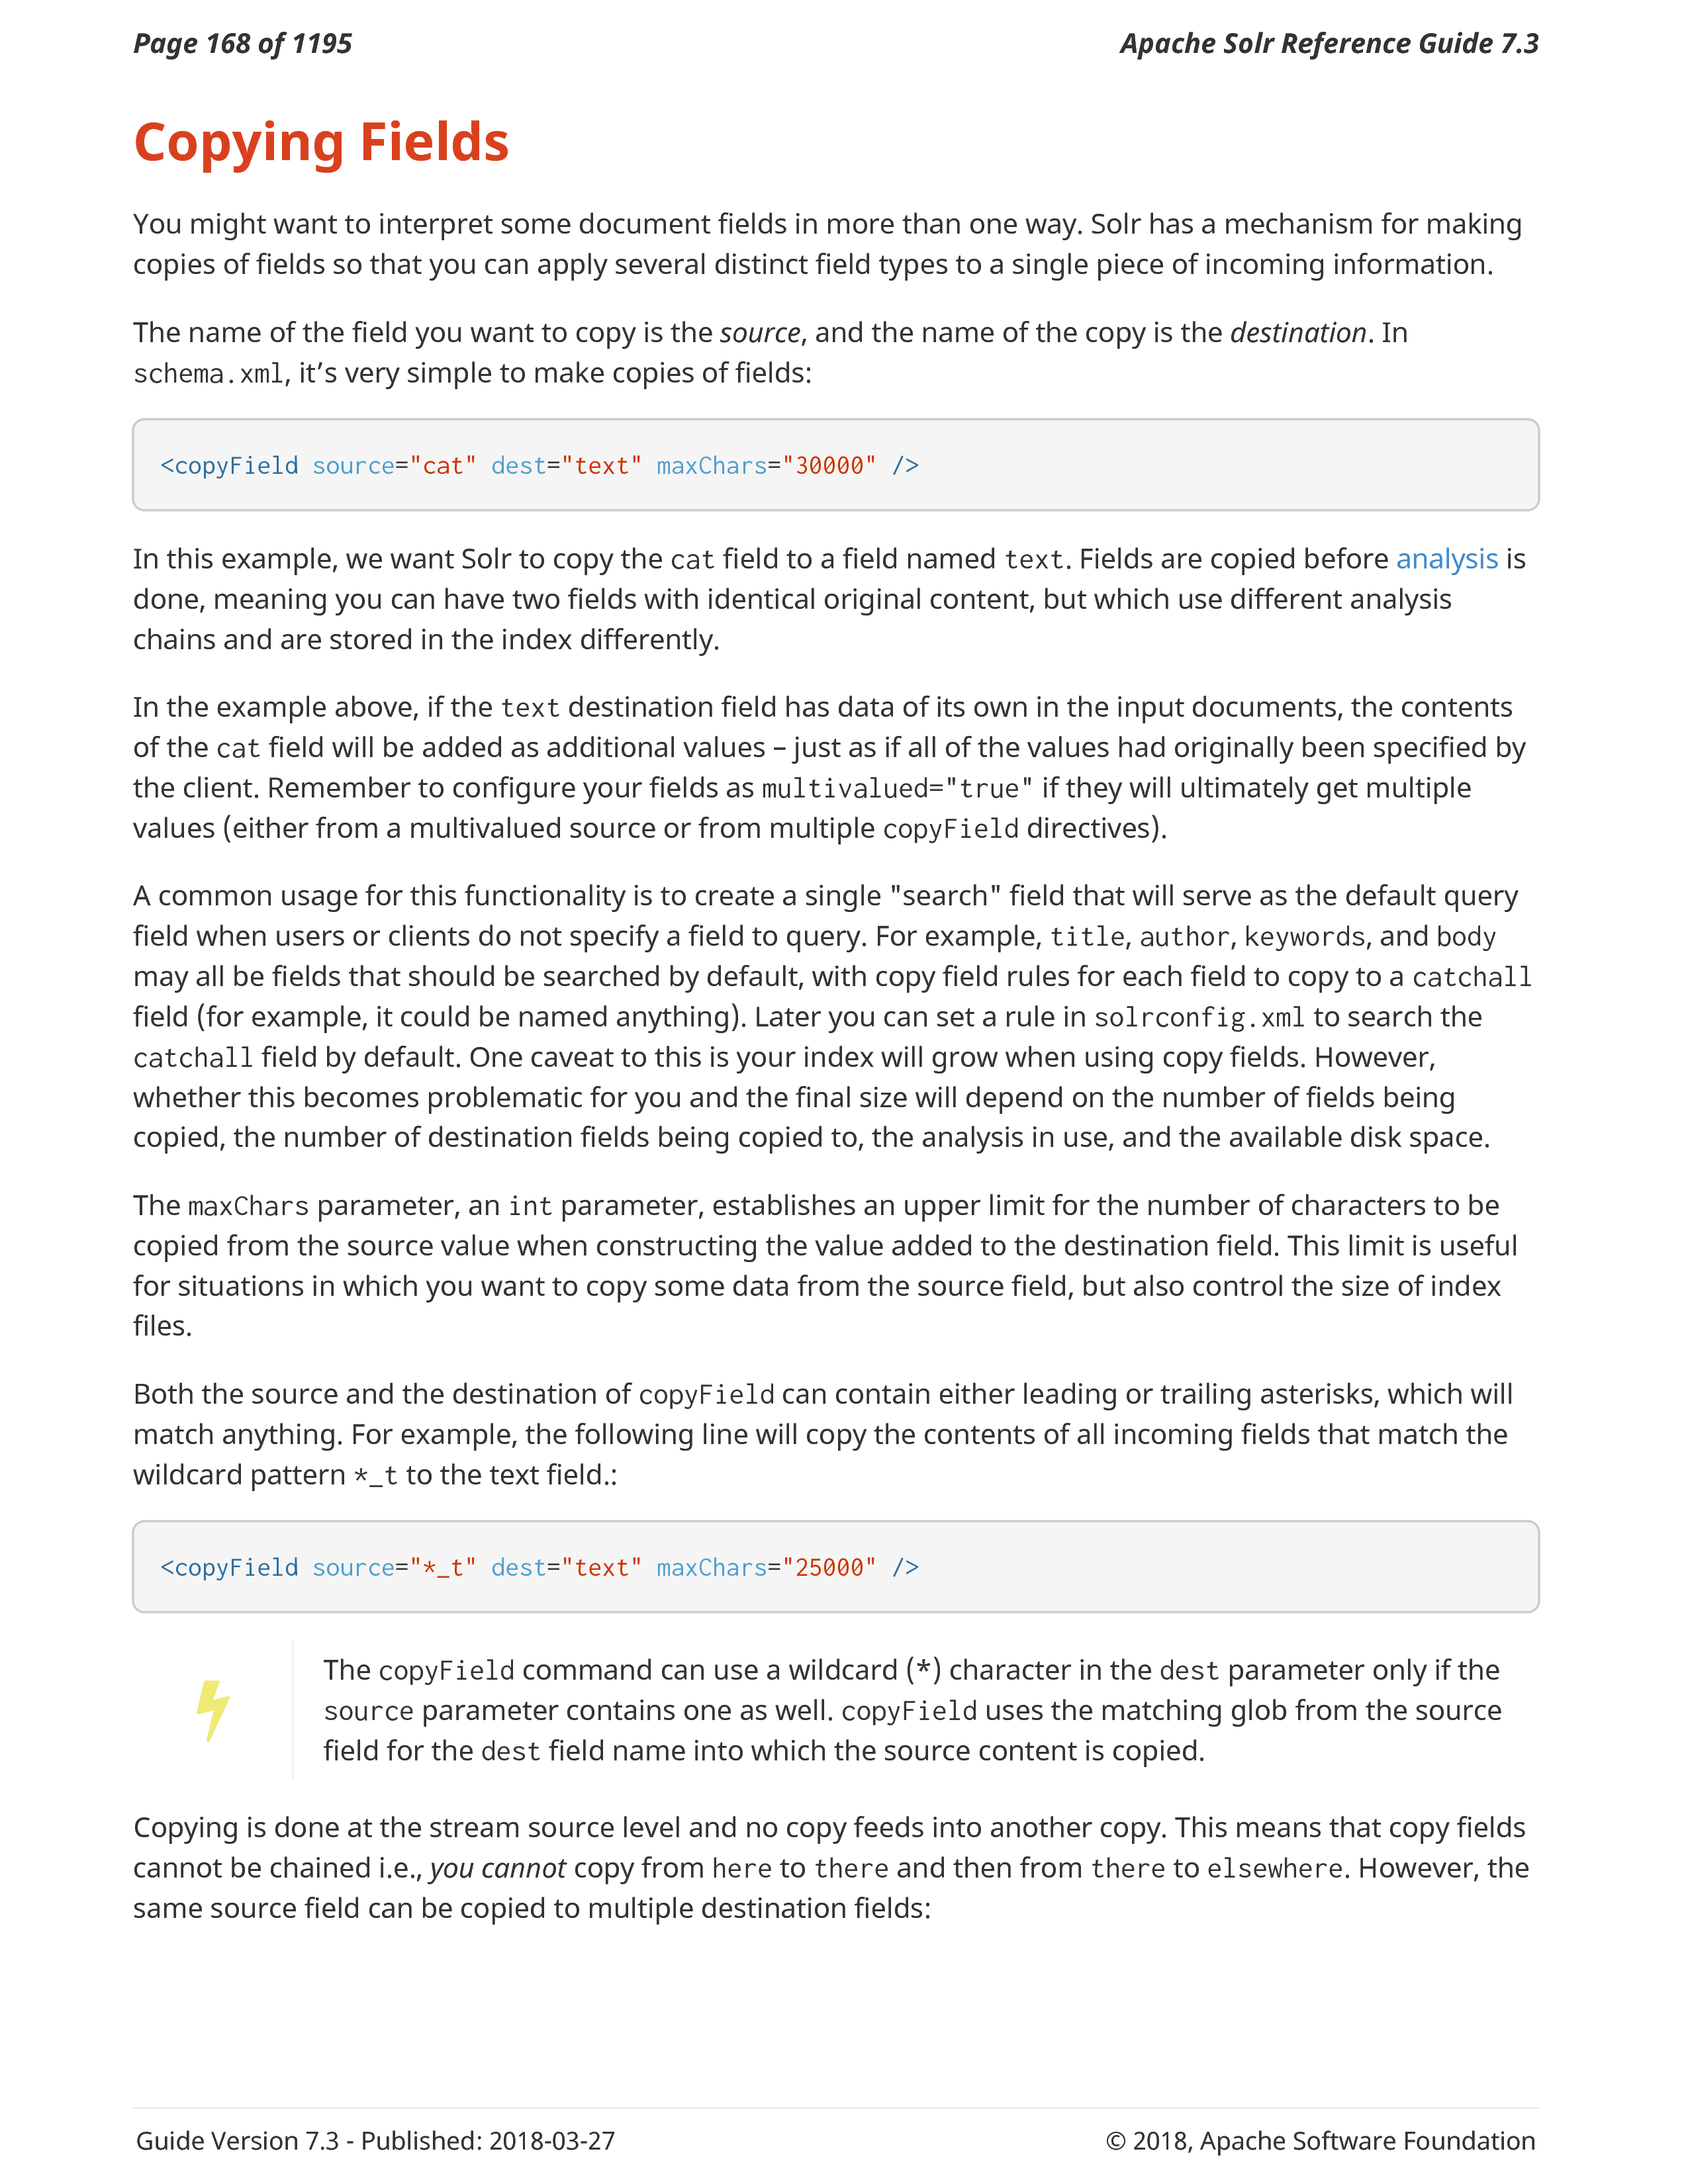 Page 168 of 1195
Apache Solr Reference Guide 7.3
Copying Fields
You might want to interpret some document fields in more than one way. Solr has a mechanism for making
copies of fields so that you can apply several distinct field types to a single piece of incoming information.
The name of the field you want to copy is the source, and the name of the copy is the destination. In
schema.xml, it’s very simple to make copies of fields:
<copyField source="cat" dest="text" maxChars="30000" />
In this example, we want Solr to copy the cat field to a field named text. Fields are copied before analysis is
done, meaning you can have two fields with identical original content, but which use different analysis
chains and are stored in the index differently.
In the example above, if the text destination field has data of its own in the input documents, the contents
of the cat field will be added as additional values – just as if all of the values had originally been specified by
the client. Remember to configure your fields as multivalued="true" if they will ultimately get multiple
values (either from a multivalued source or from multiple copyField directives).
A common usage for this functionality is to create a single "search" field that will serve as the default query
field when users or clients do not specify a field to query. For example, title, author, keywords, and body
may all be fields that should be searched by default, with copy field rules for each field to copy to a catchall
field (for example, it could be named anything). Later you can set a rule in solrconfig.xml to search the
catchall field by default. One caveat to this is your index will grow when using copy fields. However,
whether this becomes problematic for you and the final size will depend on the number of fields being
copied, the number of destination fields being copied to, the analysis in use, and the available disk space.
The maxChars parameter, an int parameter, establishes an upper limit for the number of characters to be
copied from the source value when constructing the value added to the destination field. This limit is useful
for situations in which you want to copy some data from the source field, but also control the size of index
files.
Both the source and the destination of copyField can contain either leading or trailing asterisks, which will
match anything. For example, the following line will copy the contents of all incoming fields that match the
wildcard pattern *_t to the text field.:
<copyField source="*_t" dest="text" maxChars="25000" />
The copyField command can use a wildcard (*) character in the dest parameter only if the
source parameter contains one as well. copyField uses the matching glob from the source
field for the dest field name into which the source content is copied.
Copying is done at the stream source level and no copy feeds into another copy. This means that copy fields
cannot be chained i.e., you cannot copy from here to there and then from there to elsewhere. However, the
same source field can be copied to multiple destination fields:
Guide Version 7.3 - Published: 2018-03-27
© 2018, Apache Software Foundation